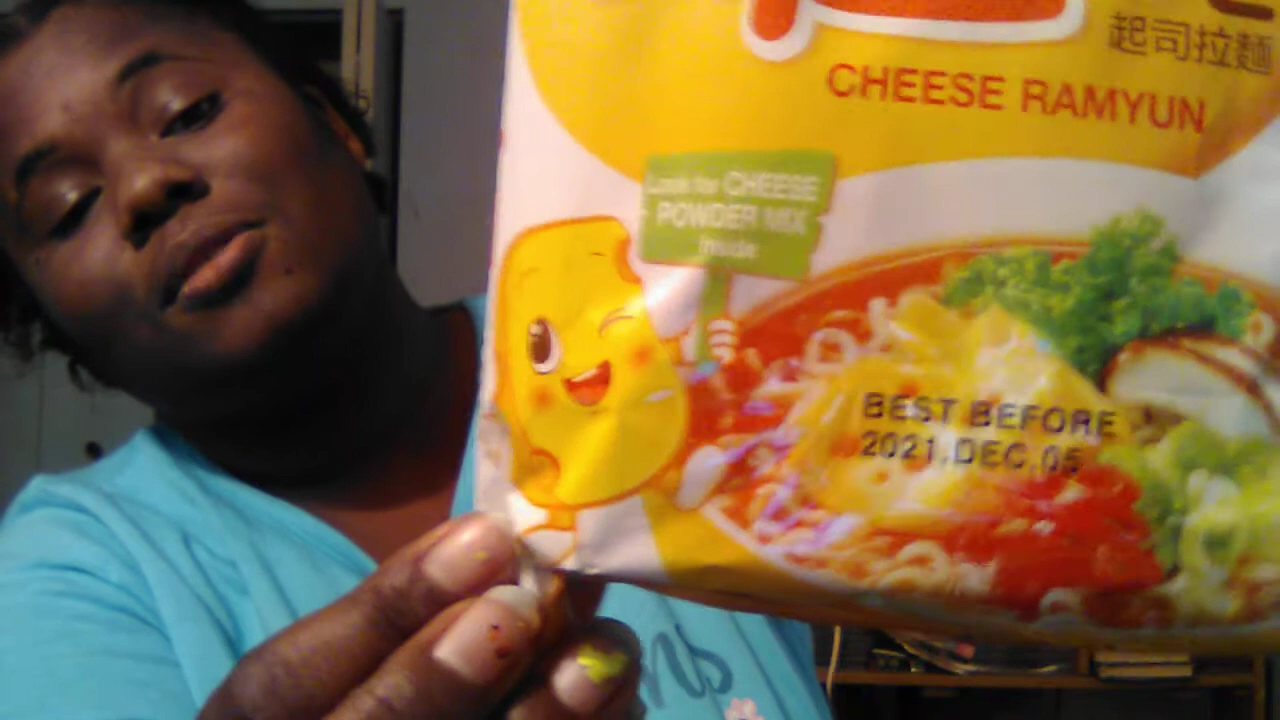 起司拉麵
CHEESE RAMYUN
Look for CHEESE
POWDER MIX
Inside
BEST BEFORE
2021.DEC.05